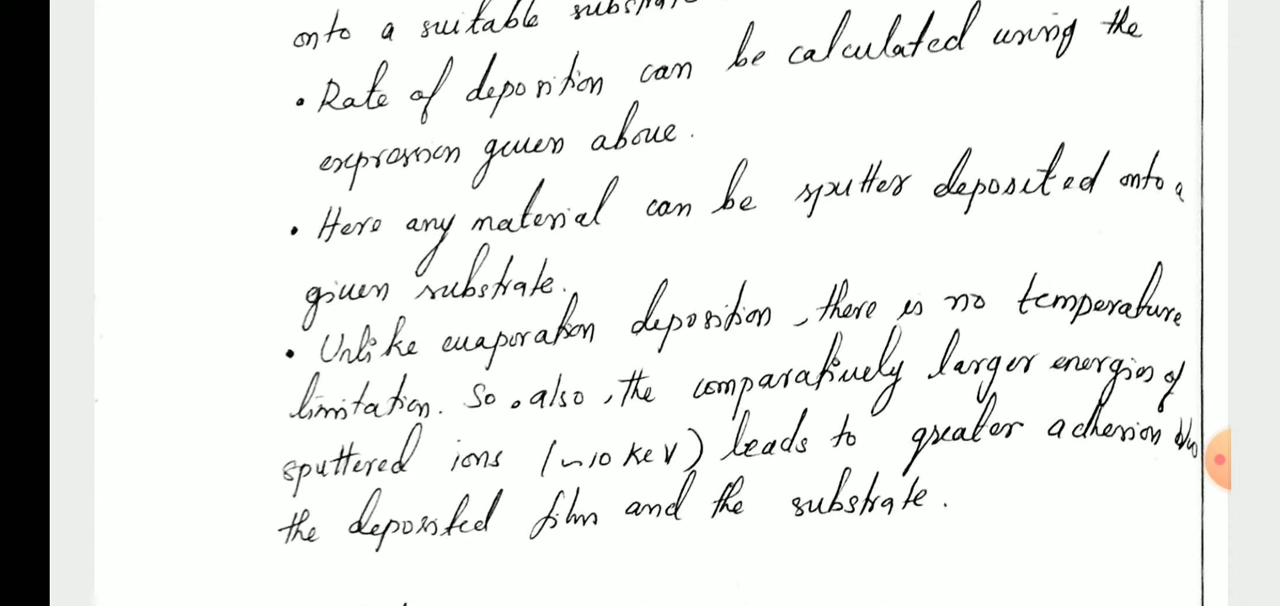 onto a suitable substrate
• Rate of deposition can be calculated using the
expression given above.
• Here any material can be sputter deposited onto a
given substrate.
• Unlike evaporation deposition, there is no temperature
limitation. So, also, the comparatively larger energies of
sputtered ions (~10 keV) leads to greater adhesion b/w
the deposited film and the substrate.